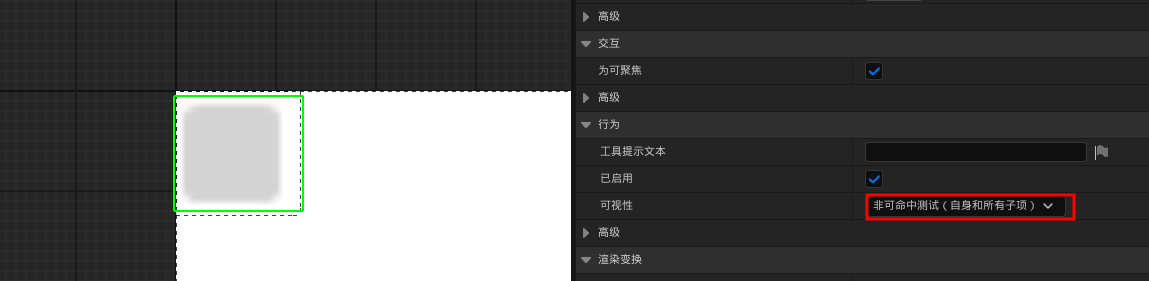 高级
交互
为可聚焦
高级
行为
工具提示文本
已启用
可视性 非可命中测试（自身和所有子项）
高级
渲染变换